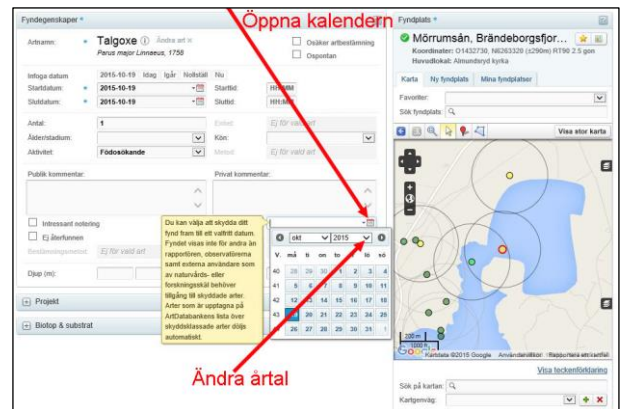 Öppna kalendern
Fyndegenskaper
Artnamn:
Talgoxe
Ändra art
Parus major Linnaeus, 1758
Osäker artbestämning
Ospontan
Infoga datum
2015-10-19 Idag Igår Nollställ Nu
Startdatum:
2015-10-19
Starttid
HH:MM
Slutdatum:
2015-10-19
Sluttid:
HH:MM
Antal:
1
Enhet:
Ej för vald art
Ålder/stadium:
Kön:
Aktivitet:
Födosökande
Metod:
Ej för vald art
Publik kommentar:
Privat kommentar:
Intressant notering
Ej återfunnen
Bestämningsmetod:
Ej för vald art
Djup (m):
Du kan välja att skydda ditt
fynd fram till ett valfritt datum.
Fyndet visas inte för andra än
rapportören, observatörerna
samt externa användare som
av naturvårds- eller
forskningsskäl behöver
tillgång till skyddade arter.
Arter som är upptagna på
ArtDatabankens lista över
skyddsklassade arter döljs
automatiskt.
okt 2015
V. må ti on to fr lö sö
40 28 29 30 1 2 3 4
41 5 6 7 8 9 10 11
42 12 13 14 15 16 17 18
43 19 20 21 22 23 24 25
44 26 27 28 29 30 31 1
Projekt
Biotop & substrat
Ändra årtal
Fyndplats
Mörrumsån, Brändeborgsfjor...
Koordinater: O1432730, N6263320 (±290m) RT90 2.5 gon
Huvudlokal: Almundsryd kyrka
Karta Ny fyndplats Mina fyndplatser
Favoriter:
Sök fyndplats:
Visa stor karta
200 m
1000 ft
Google
Kartdata ©2015 Google Användarvillkor Rapportera ett kartfel
Visa teckenförklaring
Sök på kartan:
Kartgenväg: